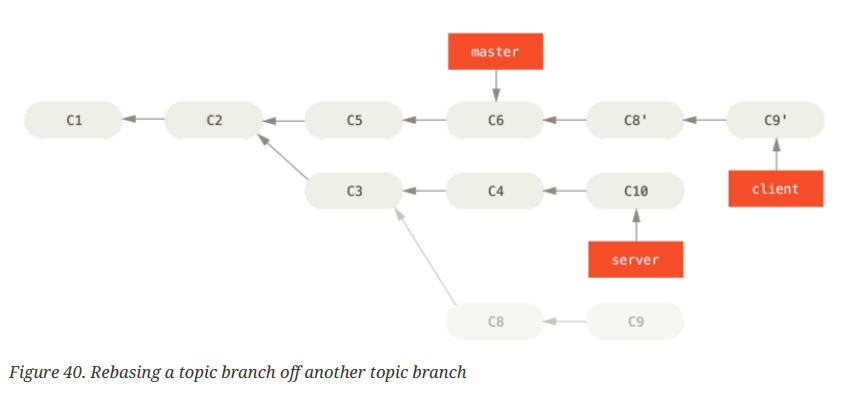 master
C1 C2 C5 C6 C8' C9'
C3 C4 C10 client
server
C8 C9
Figure 40. Rebasing a topic branch off another topic branch